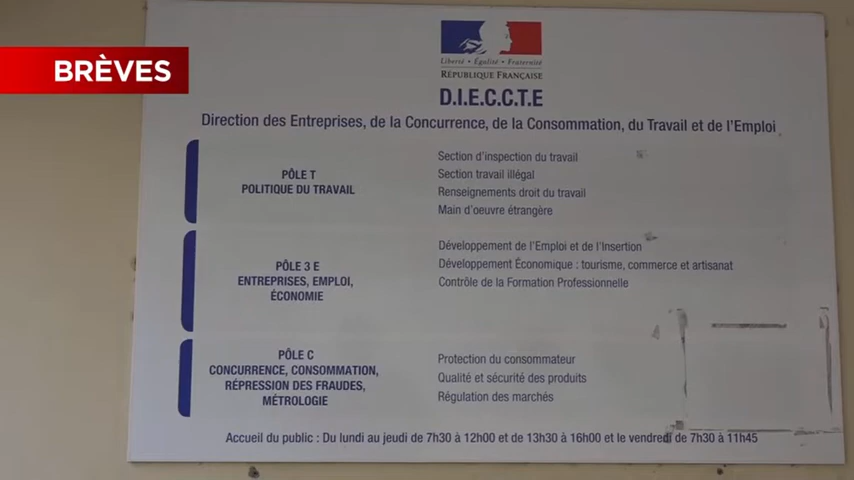 BRÈVES
Liberté • Égalité • Fraternité
RÉPUBLIQUE FRANÇAISE
D.I.E.C.C.T.E
Direction des Entreprises, de la Concurrence, de la Consommation, du Travail et de l'Emploi
PÔLE T
POLITIQUE DU TRAVAIL
Section d'inspection du travail
Section travail illégal
Renseignements droit du travail
Main d'oeuvre étrangère
PÔLE 3 E
ENTREPRISES, EMPLOI,
ÉCONOMIE
Développement de l'Emploi et de l'Insertion
Développement Économique : tourisme, commerce et artisanat
Contrôle de la Formation Professionnelle
PÔLE C
CONCURRENCE, CONSOMMATION,
RÉPRESSION DES FRAUDES,
MÉTROLOGIE
Protection du consommateur
Qualité et sécurité des produits
Régulation des marchés
Accueil du public : Du lundi au jeudi de 7h30 à 12h00 et de 13h30 à 16h00 et le vendredi de 7h30 à 11h45